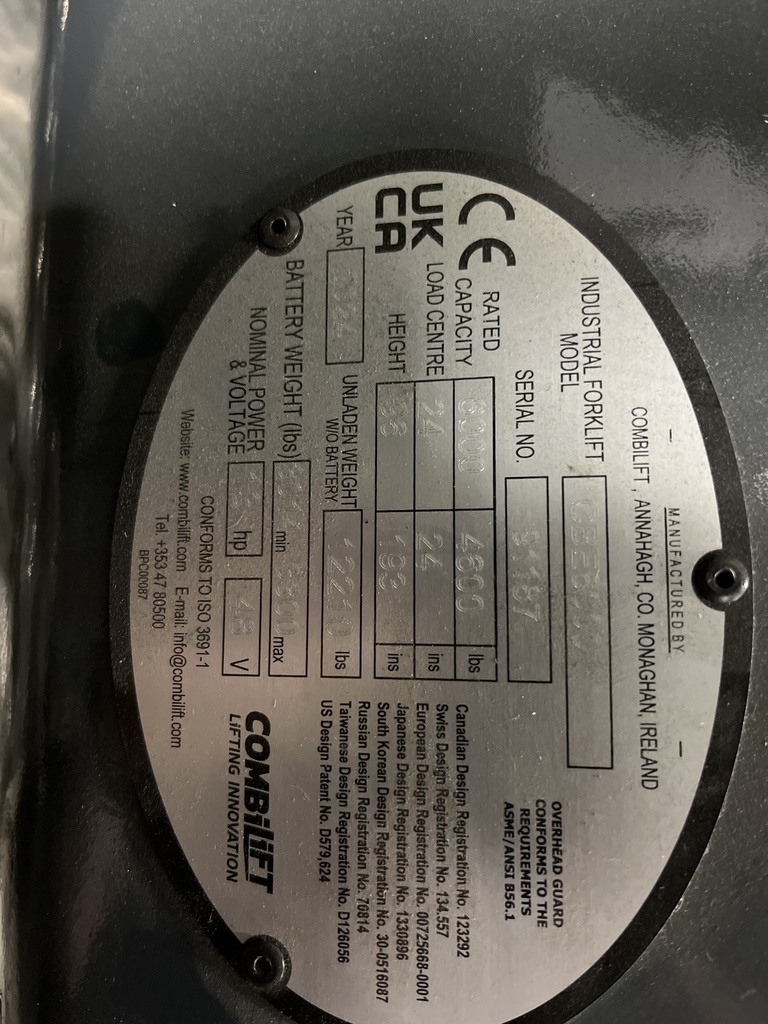 MANUFACTURED BY
COMBILIFT, ANNAHAGH, CO. MONAGHAN, IRELAND
INDUSTRIAL FORKLIFT
MODEL
SERIAL NO.
OVERHEAD GUARD
CONFORMS TO THE
REQUIREMENTS
ASME/ANSI B56.1
CE
UK
CA
RATED
CAPACITY 4600 lbs
LOAD CENTRE 24 24 ins
HEIGHT 193 ins
YEAR
UNLADEN WEIGHT
W/O BATTERY lbs
BATTERY WEIGHT (lbs) min max
NOMINAL POWER
& VOLTAGE hp V
Canadian Design Registration No. 123292
Swiss Design Registration No. 134.557
European Design Registration No. 00725668-0001
Japanese Design Registration No. 1330896
South Korean Design Registration No. 30-0516087
Russian Design Registration No. 70814
Taiwanese Design Registration No. D126056
US Design Patent No. D579,624
CONFORMS TO ISO 3691-1
Website: www.combilift.com E-mail: info@combilift.com
Tel. +353 47 80500
BPC00087
COMBiLiFT
LIFTING INNOVATION